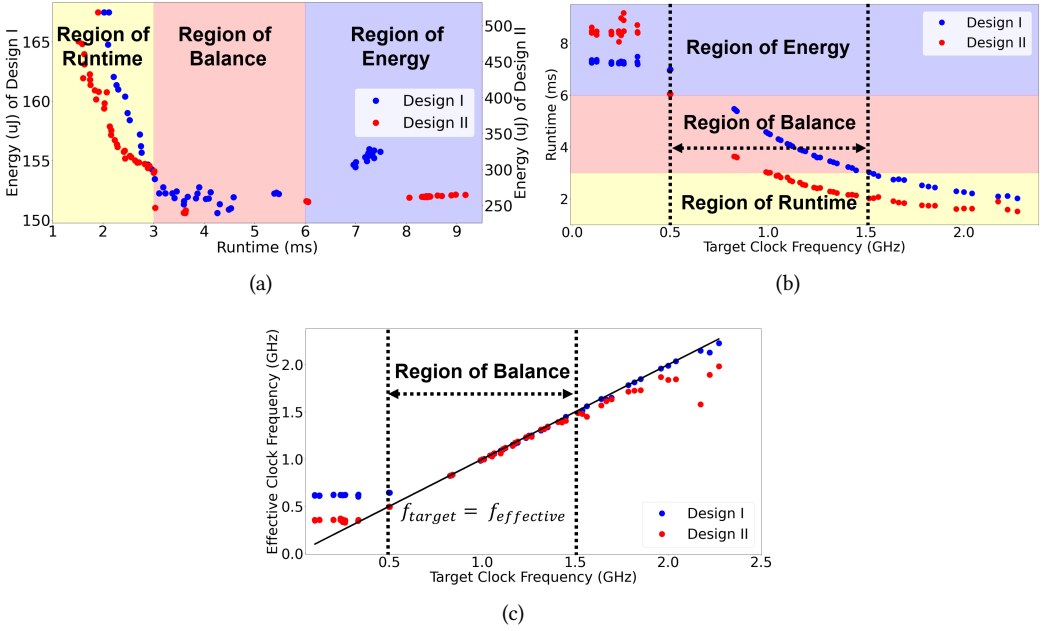 Energy (uJ) of Design I
165
160
155
150
Region of
Runtime
Region of
Balance
Region of
Energy
Design I
Design II
500
450
400
350
300
250
Energy (uJ) of Design II
1 2 3 4 5 6 7 8 9
Runtime (ms)
(a)
Runtime (ms)
8
6
4
2
Region of Energy
Region of Balance
Region of Runtime
Design I
Design II
0.0 0.5 1.0 1.5 2.0
Target Clock Frequency (GHz)
(b)
Effective Clock Frequency (GHz)
2.0
1.5
1.0
0.5
0.0
Region of Balance
f_target = f_effective
Design I
Design II
0.5 1.0 1.5 2.0 2.5
Target Clock Frequency (GHz)
(c)